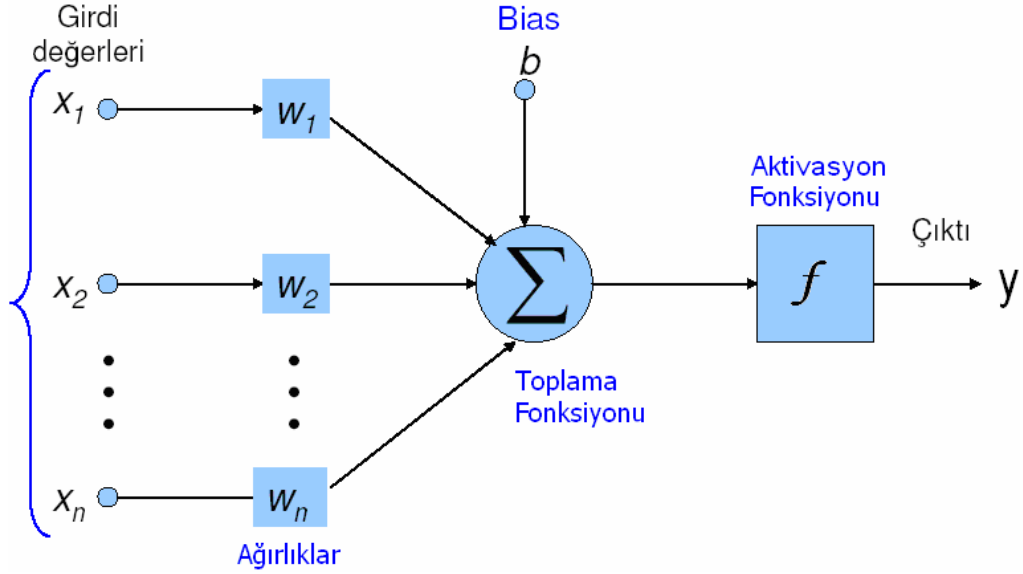 Girdi
değerleri
Bias
b
x1
w1
Aktivasyon
Fonksiyonu
Çıktı
x2
w2
∑
f
y
Toplama
Fonksiyonu
xn
wn
Ağırlıklar